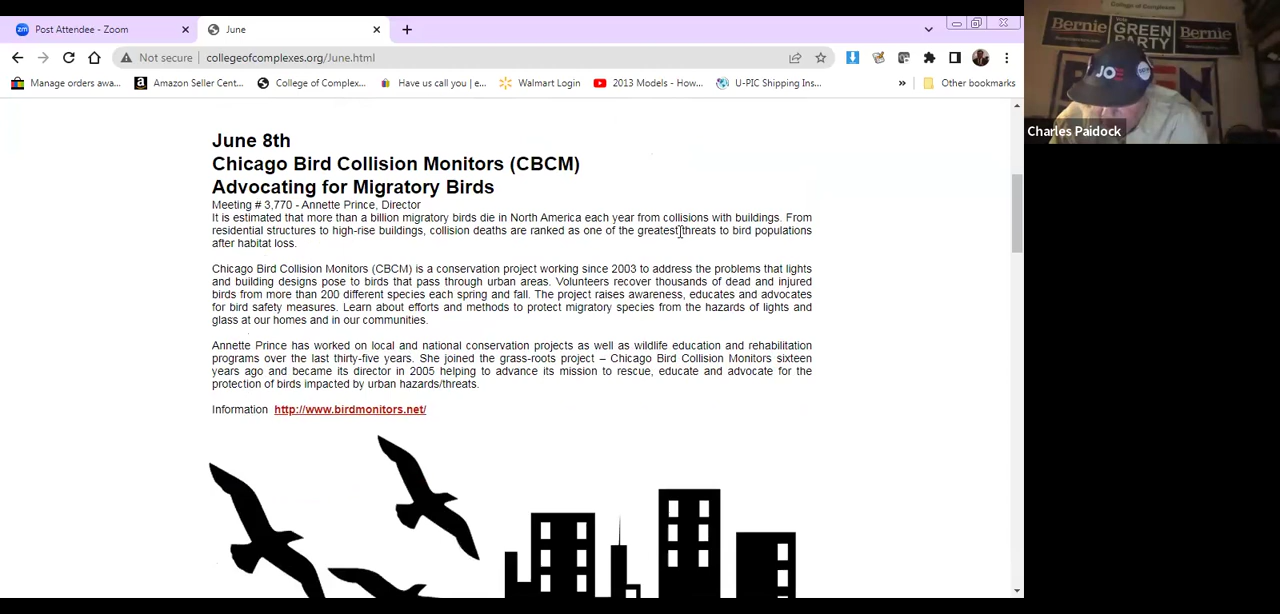 Post Attendee - Zoom
June
Not secure
collegeofcomplexes.org/June.html
Manage orders awa...
Amazon Seller Cent...
College of Complex...
Have us call you | e...
Walmart Login
2013 Models - How...
U-PIC Shipping Ins...
Other bookmarks
June 8th
Chicago Bird Collision Monitors (CBCM)
Advocating for Migratory Birds
Meeting # 3,770 - Annette Prince, Director
It is estimated that more than a billion migratory birds die in North America each year from collisions with buildings. From
residential structures to high-rise buildings, collision deaths are ranked as one of the greatest threats to bird populations
after habitat loss.
Chicago Bird Collision Monitors (CBCM) is a conservation project working since 2003 to address the problems that lights
and building designs pose to birds that pass through urban areas. Volunteers recover thousands of dead and injured
birds from more than 200 different species each spring and fall. The project raises awareness, educates and advocates
for bird safety measures. Learn about efforts and methods to protect migratory species from the hazards of lights and
glass at our homes and in our communities.
Annette Prince has worked on local and national conservation projects as well as wildlife education and rehabilitation
programs over the last thirty-five years. She joined the grass-roots project – Chicago Bird Collision Monitors sixteen
years ago and became its director in 2005 helping to advance its mission to rescue, educate and advocate for the
protection of birds impacted by urban hazards/threats.
Information http://www.birdmonitors.net/
College of Complexes
Bernie
Vote
GREEN
PARTY
Bernie
JOE
Charles Paidock